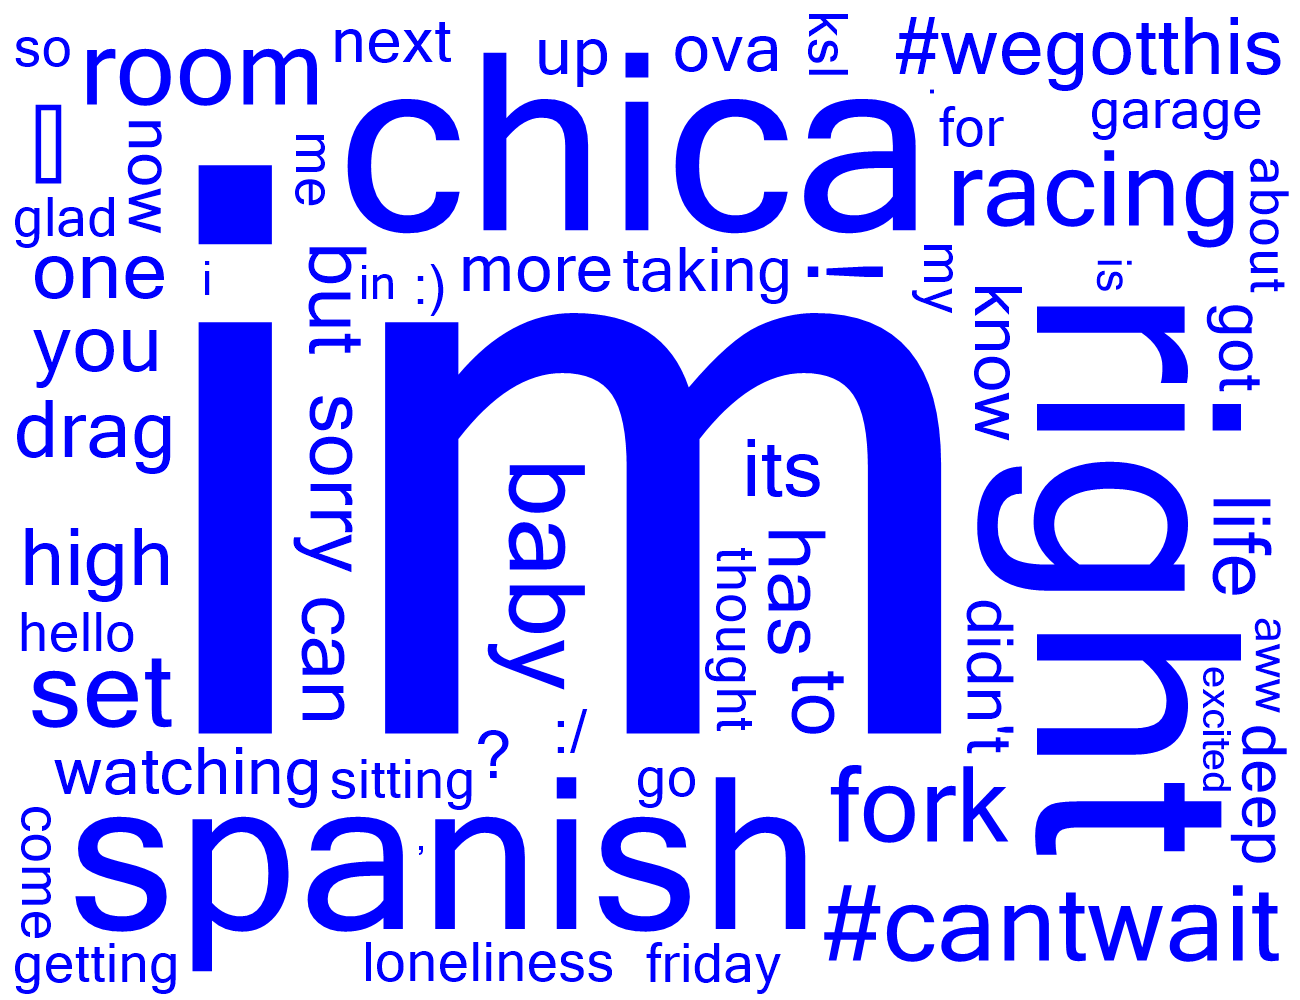 so
room
next
chica
up
ova
ksl
#wegotthis
now
me
.
for
garage
racing
about
glad
one
i
but
in
:)
more
taking
!
my
know
is
right
got
you
drag
im
sorry
baby
its
has
thought
to
high
can
life
hello
set
didn't
aww
excited
deep
watching
sitting
?
:/
go
fork
come
spanish
,
#cantwait
getting
loneliness
friday